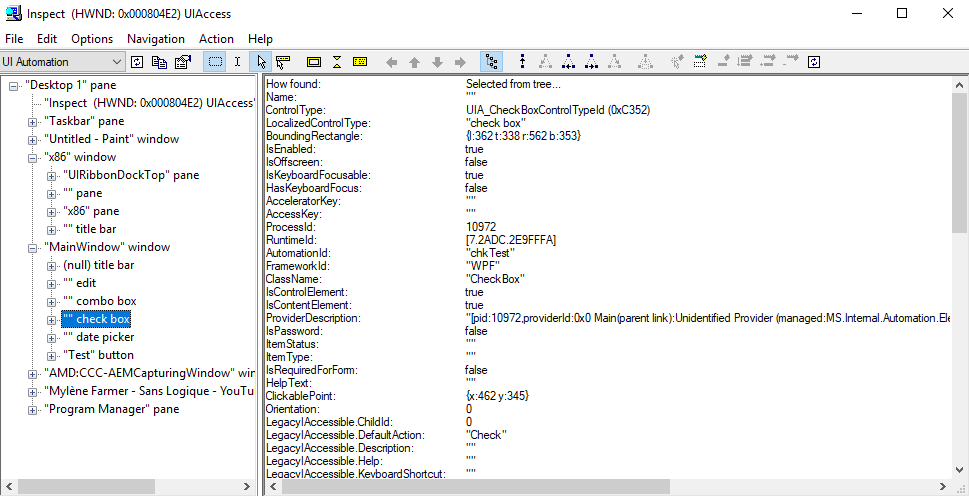 Inspect (HWND: 0x000804E2) UIAccess
File Edit Options Navigation Action Help
UI Automation
"Desktop 1" pane
"Inspect (HWND: 0x000804E2) UIAccess"
"Taskbar" pane
"Untitled - Paint" window
"x86" window
"UIRibbonDockTop" pane
"" pane
"x86" pane
"" title bar
"MainWindow" window
(null) title bar
"" edit
"" combo box
"" check box
"" date picker
"Test" button
"AMD:CCC-AEMCapturingWindow" win
"Mylène Farmer - Sans Logique - YouTu
"Program Manager" pane
How found: Selected from tree...
Name: ""
ControlType: UIA_CheckBoxControlTypeId (0xC352)
LocalizedControlType: "check box"
BoundingRectangle: {l:362 t:338 r:562 b:353}
IsEnabled: true
IsOffscreen: false
IsKeyboardFocusable: true
HasKeyboardFocus: false
AcceleratorKey: ""
AccessKey: ""
ProcessId: 10972
RuntimeId: [7.2ADC.2E9FFFA]
AutomationId: "chkTest"
FrameworkId: "WPF"
ClassName: "CheckBox"
IsControlElement: true
IsContentElement: true
ProviderDescription: "[pid:10972,providerId:0x0 Main(parent link):Unidentified Provider (managed:MS.Internal.Automation.Ele
IsPassword: false
ItemStatus: ""
ItemType: ""
IsRequiredForForm: false
HelpText: ""
ClickablePoint: {x:462 y:345}
Orientation: 0
LegacyIAccessible.ChildId: 0
LegacyIAccessible.DefaultAction: "Check"
LegacyIAccessible.Description: ""
LegacyIAccessible.Help: ""
LegacyIAccessible.KeyboardShortcut: ""